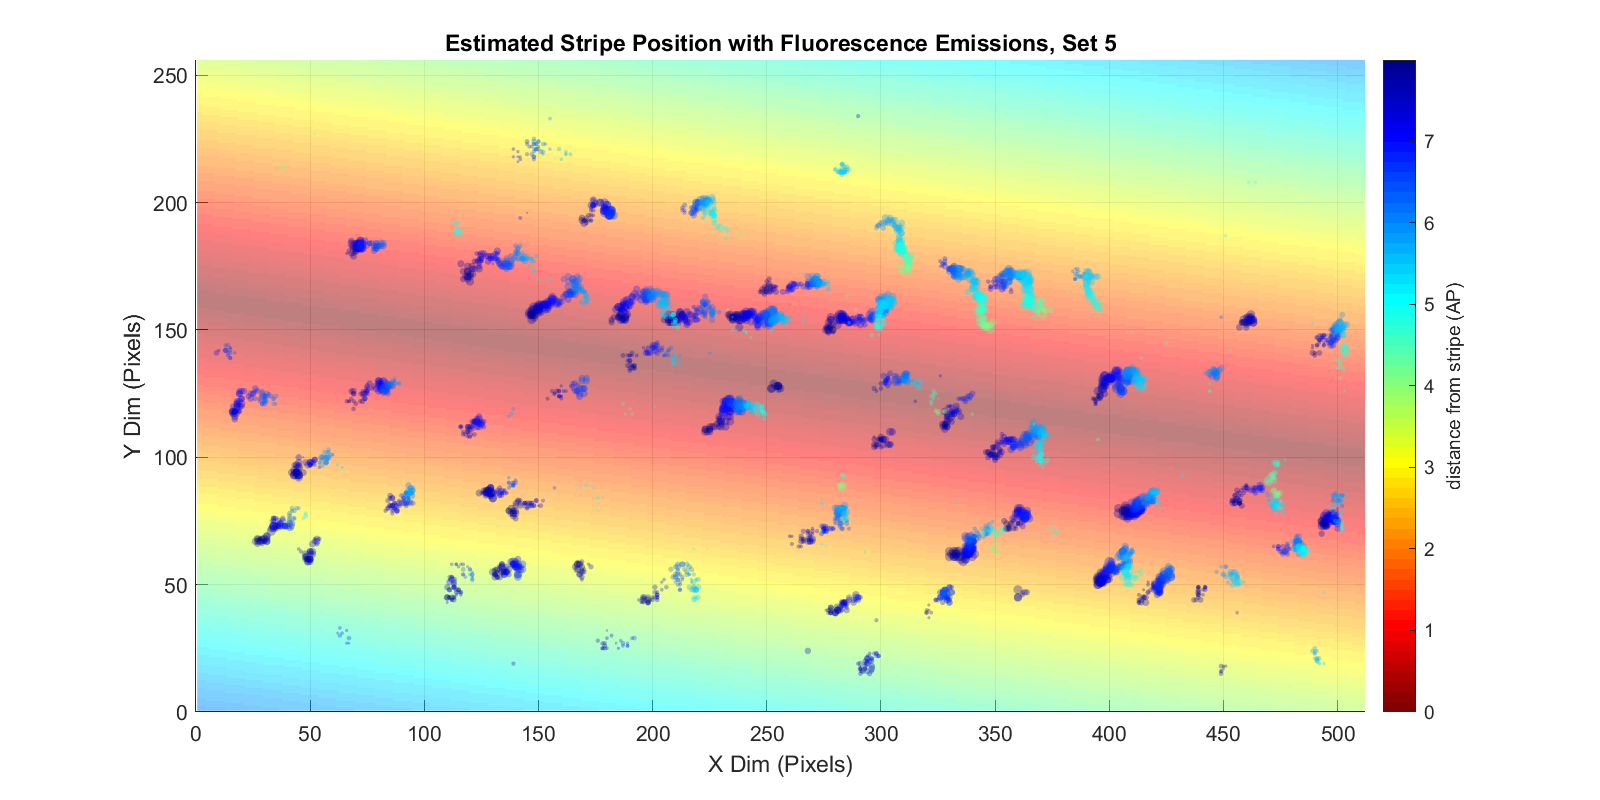 Estimated Stripe Position with Fluorescence Emissions, Set 5
250
200
150
100
50
0
Y Dim (Pixels)
0 50 100 150 200 250 300 350 400 450 500
X Dim (Pixels)
7
6
5
4
3
2
1
0
distance from stripe (AP)